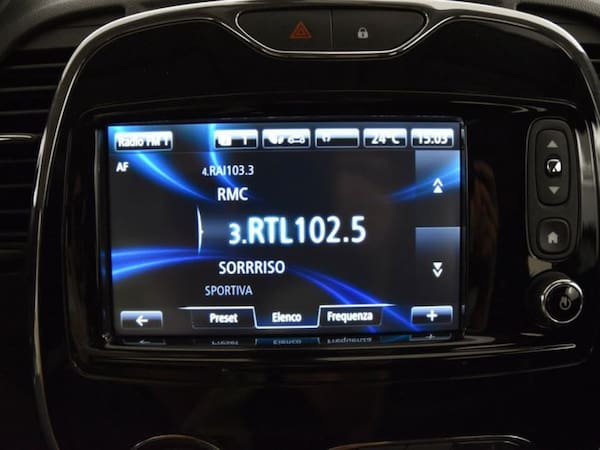 Radio FM 1 1 24°C 15:05
AF
4.RAI103.3
RMC
3.RTL102.5
SORRRISO
SPORTIVA
Preset Elenco Frequenza